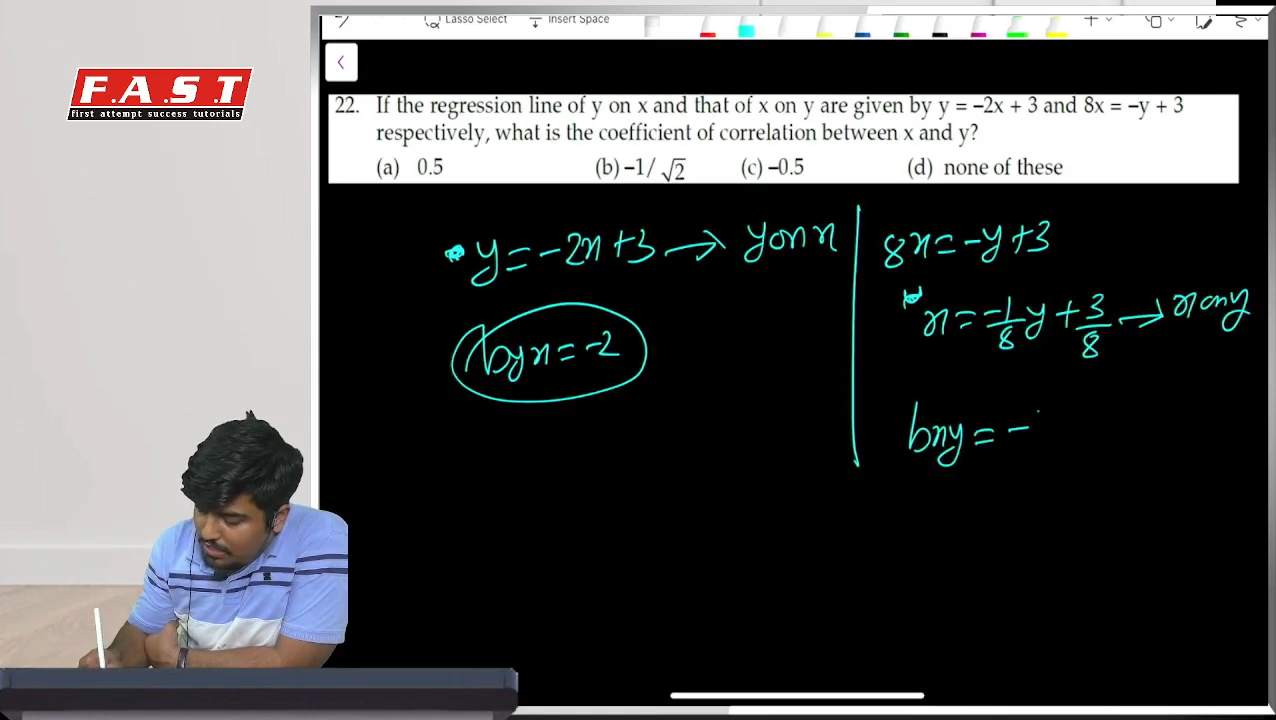 Lasso Select Insert Space
F.A.S.T
first attempt success tutorials
22. If the regression line of y on x and that of x on y are given by y = –2x + 3 and 8x = –y + 3
respectively, what is the coefficient of correlation between x and y?
(a) 0.5 (b) –1/√2 (c) –0.5 (d) none of these
y = -2x + 3 → y on x
byx = -2
8x = -y + 3
x = -1/8 y + 3/8 → x on y
bxy = -